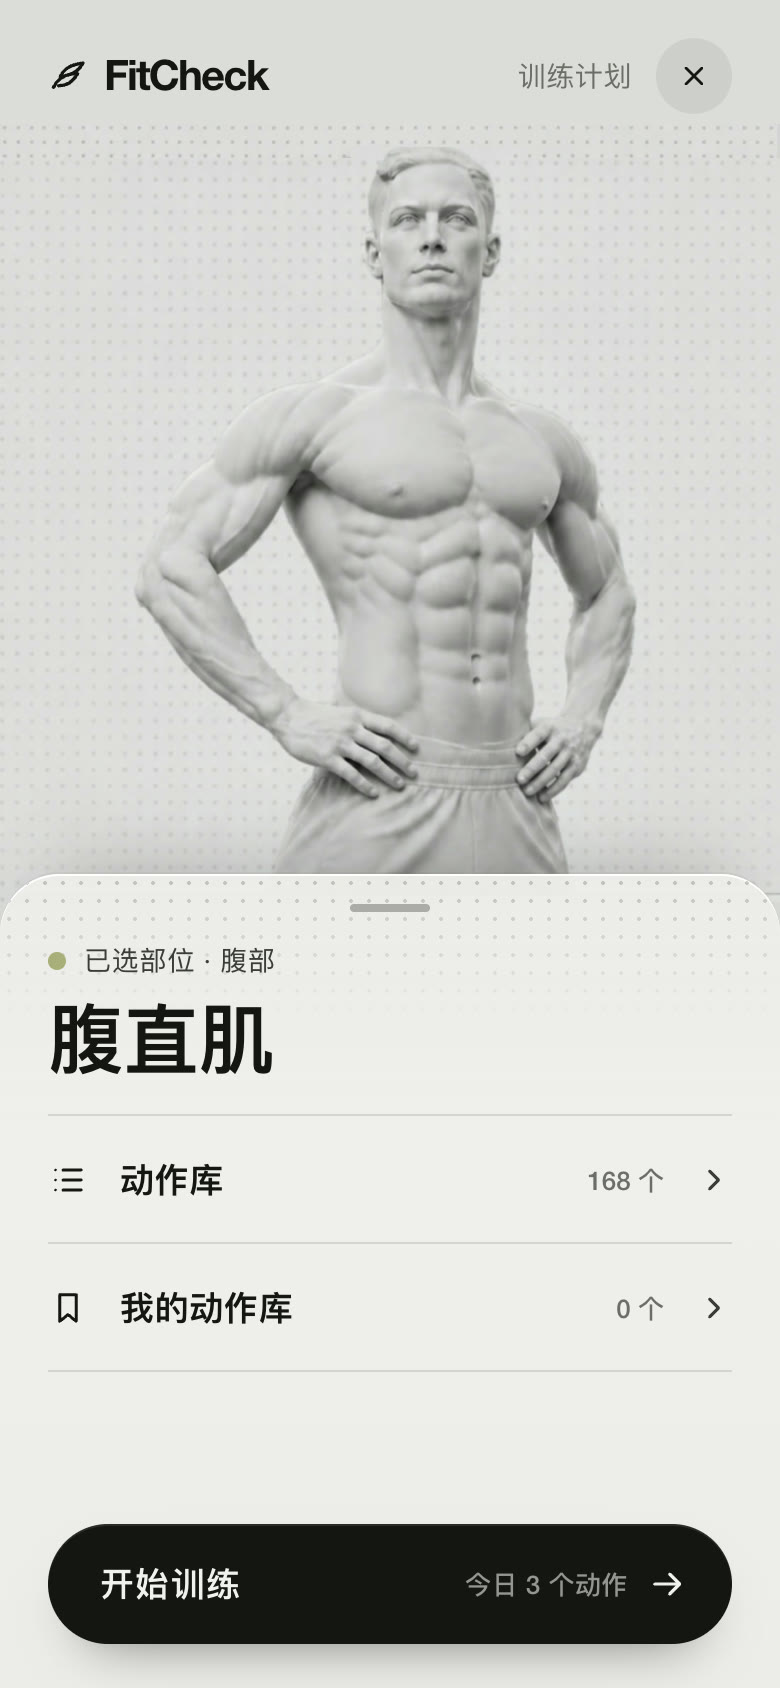 FitCheck
训练计划
已选部位 · 腹部
腹直肌
动作库 168 个
我的动作库 0 个
开始训练 今日 3 个动作